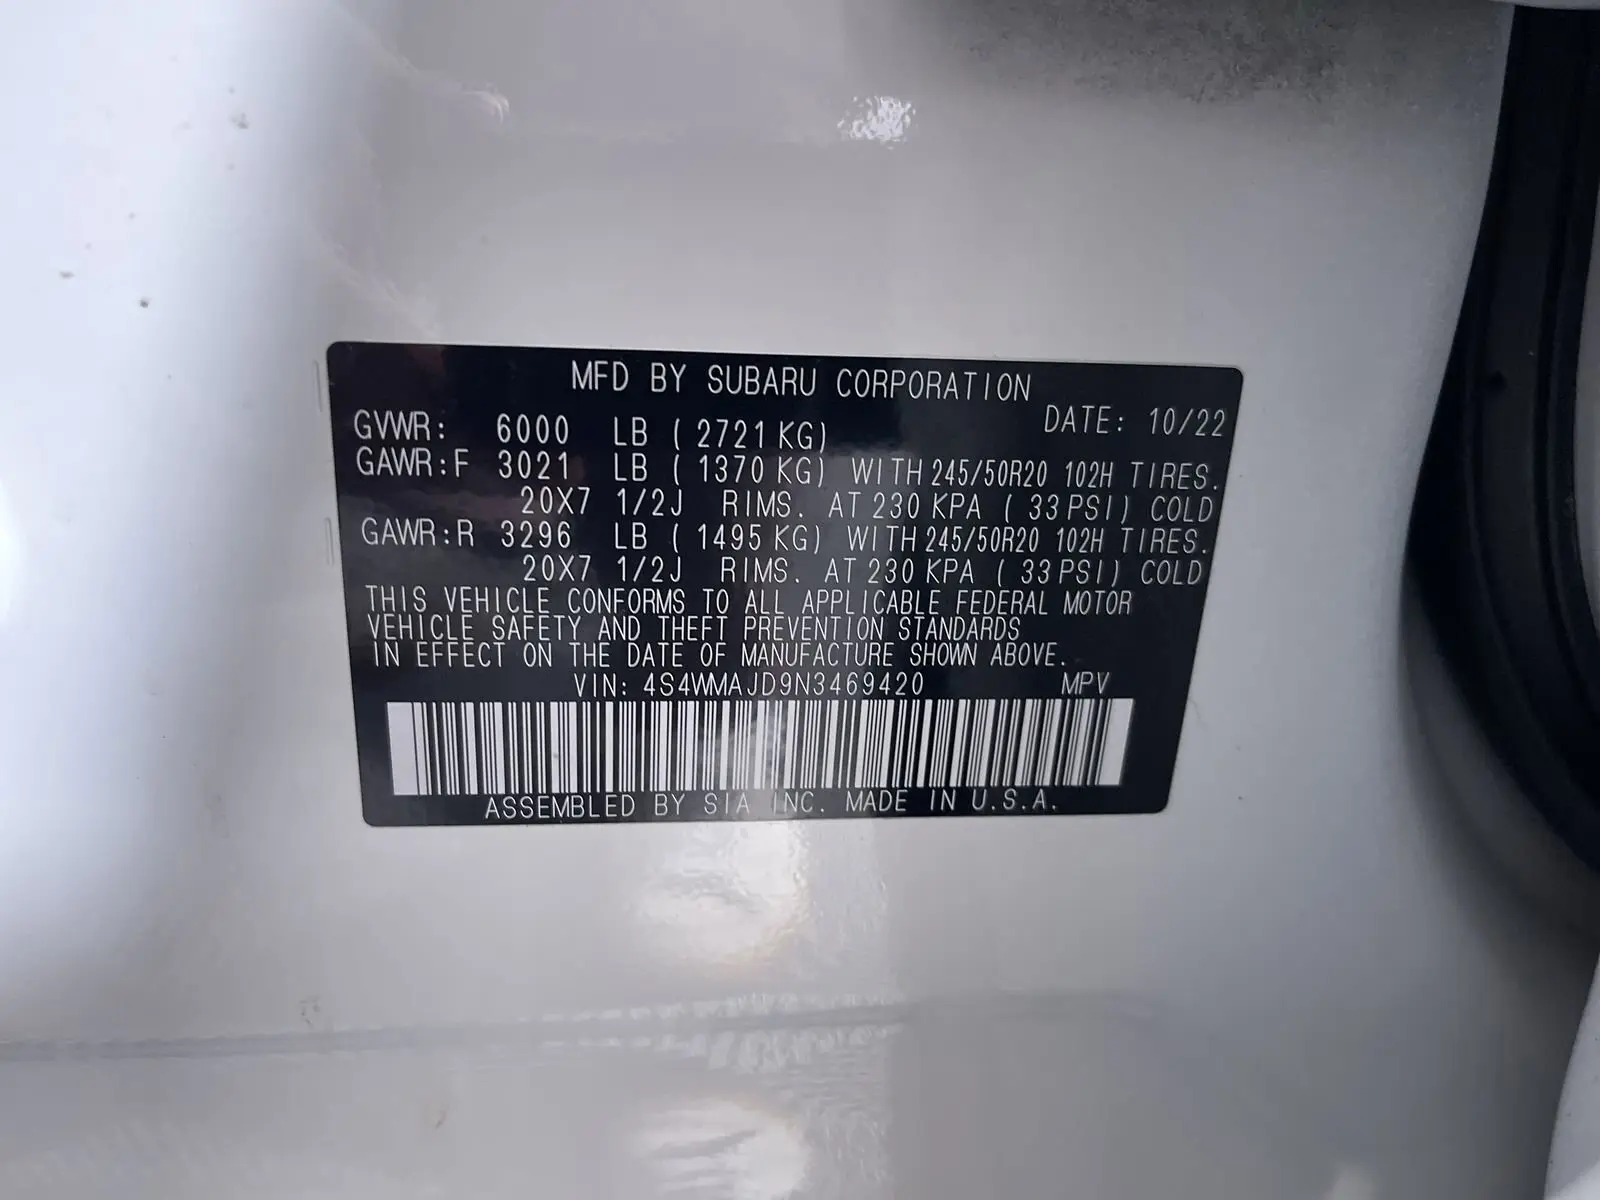 MFD BY SUBARU CORPORATION
DATE: 10/22
GVWR: 6000 LB ( 2721 KG)
GAWR:F 3021 LB ( 1370 KG) WITH 245/50R20 102H TIRES.
20X7 1/2J RIMS. AT 230 KPA ( 33 PSI) COLD
GAWR:R 3296 LB ( 1495 KG) WITH 245/50R20 102H TIRES.
20X7 1/2J RIMS. AT 230 KPA ( 33 PSI) COLD
THIS VEHICLE CONFORMS TO ALL APPLICABLE FEDERAL MOTOR
VEHICLE SAFETY AND THEFT PREVENTION STANDARDS
IN EFFECT ON THE DATE OF MANUFACTURE SHOWN ABOVE.
VIN: 4S4WMAJD9N3469420 MPV
ASSEMBLED BY SIA INC. MADE IN U.S.A.